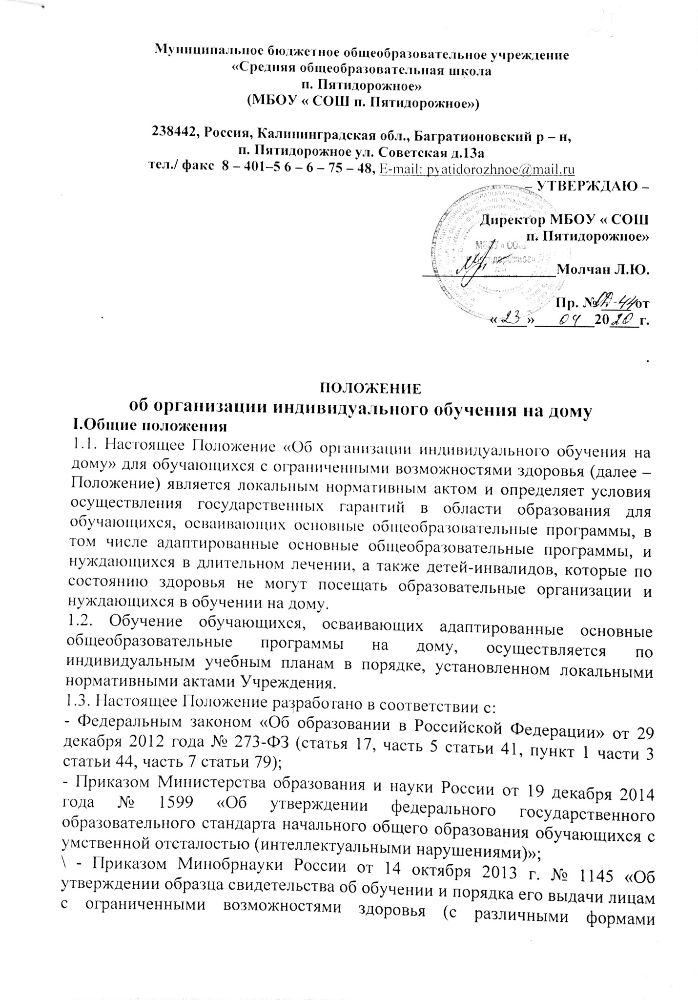 Муниципальное бюджетное общеобразовательное учреждение
«Средняя общеобразовательная школа
п. Пятидорожное»
(МБОУ « СОШ п. Пятидорожное»)
238442, Россия, Калининградская обл., Багратионовский р – н,
п. Пятидорожное ул. Советская д.13а
тел./ факс 8 – 401–5 6 – 6 – 75 – 48, E-mail: pyatidorozhnoe@mail.ru
– УТВЕРЖДАЮ –
Директор МБОУ « СОШ
п. Пятидорожное»
МБОУ « СОШ
п. Пятидорожное»
Для
Молчан Л.Ю.
Пр. № ОД-44 от
« 23 » 04 2020 г.
ПОЛОЖЕНИЕ
об организации индивидуального обучения на дому
I.Общие положения
1.1. Настоящее Положение «Об организации индивидуального обучения на
дому» для обучающихся с ограниченными возможностями здоровья (далее –
Положение) является локальным нормативным актом и определяет условия
осуществления государственных гарантий в области образования для
обучающихся, осваивающих основные общеобразовательные программы, в
том числе адаптированные основные общеобразовательные программы, и
нуждающихся в длительном лечении, а также детей-инвалидов, которые по
состоянию здоровья не могут посещать образовательные организации и
нуждающихся в обучении на дому.
1.2. Обучение обучающихся, осваивающих адаптированные основные
общеобразовательные программы на дому, осуществляется по
индивидуальным учебным планам в порядке, установленном локальными
нормативными актами Учреждения.
1.3. Настоящее Положение разработано в соответствии с:
- Федеральным законом «Об образовании в Российской Федерации» от 29
декабря 2012 года № 273-ФЗ (статья 17, часть 5 статьи 41, пункт 1 части 3
статьи 44, часть 7 статьи 79);
- Приказом Министерства образования и науки России от 19 декабря 2014
года № 1599 «Об утверждении федерального государственного
образовательного стандарта начального общего образования обучающихся с
умственной отсталостью (интеллектуальными нарушениями)»;
\ - Приказом Минобрнауки России от 14 октября 2013 г. № 1145 «Об
утверждении образца свидетельства об обучении и порядка его выдачи лицам
с ограниченными возможностями здоровья (с различными формами